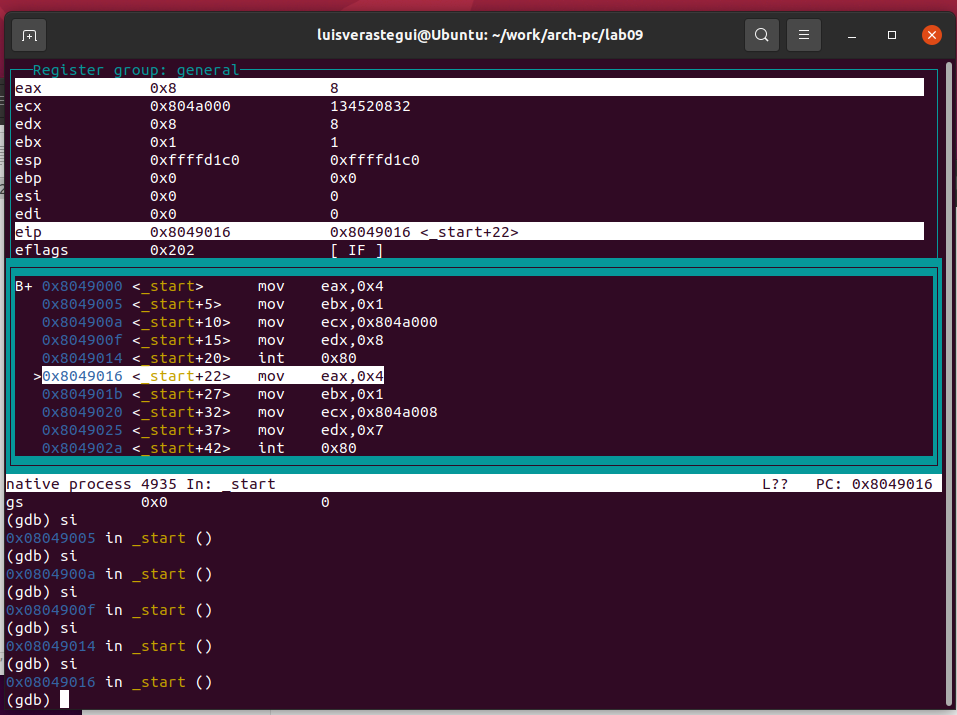 luisverastegui@Ubuntu: ~/work/arch-pc/lab09
Register group: general
eax 0x8 8
ecx 0x804a000 134520832
edx 0x8 8
ebx 0x1 1
esp 0xffffd1c0 0xffffd1c0
ebp 0x0 0x0
esi 0x0 0
edi 0x0 0
eip 0x8049016 0x8049016 <_start+22>
eflags 0x202 [ IF ]
B+ 0x8049000 <_start> mov eax,0x4
0x8049005 <_start+5> mov ebx,0x1
0x804900a <_start+10> mov ecx,0x804a000
0x804900f <_start+15> mov edx,0x8
0x8049014 <_start+20> int 0x80
>0x8049016 <_start+22> mov eax,0x4
0x804901b <_start+27> mov ebx,0x1
0x8049020 <_start+32> mov ecx,0x804a008
0x8049025 <_start+37> mov edx,0x7
0x804902a <_start+42> int 0x80
native process 4935 In: _start L?? PC: 0x8049016
gs 0x0 0
(gdb) si
0x08049005 in _start ()
(gdb) si
0x0804900a in _start ()
(gdb) si
0x0804900f in _start ()
(gdb) si
0x08049014 in _start ()
(gdb) si
0x08049016 in _start ()
(gdb)